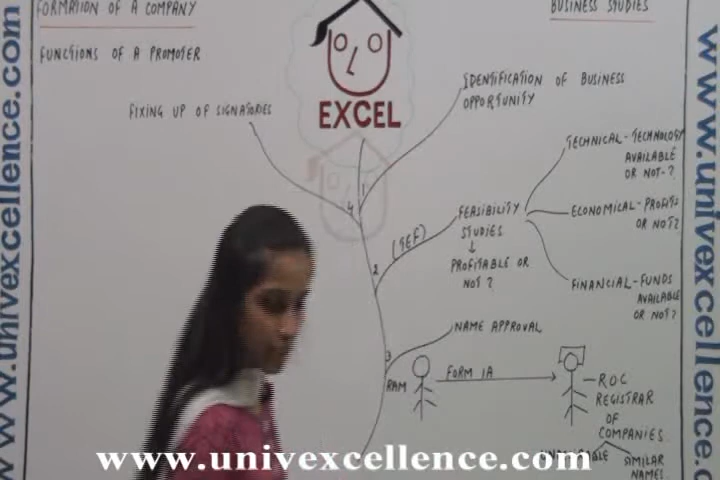 FORMATION OF A COMPANY
BUSINESS STUDIES
FUNCTIONS OF A PROMOTER
EXCEL
FIXING UP OF SIGNATORIES
IDENTIFICATION OF BUSINESS
OPPORTUNITY
1
4
TECHNICAL - TECHNOLOGY
AVAILABLE
OR NOT - ?
FEASIBILITY
STUDIES
↓
PROFITABLE OR
NOT ?
(TEF)
2
ECONOMICAL - PROFITS
OR NOT?
FINANCIAL - FUNDS
AVAILABLE
OR NOT?
3
NAME APPROVAL
RAM
FORM 1A
ROC
REGISTRAR
OF
COMPANIES
SIMILAR
NAMES
www.univexcellence.com
www.univexcellence.com
www.univexcellence.com